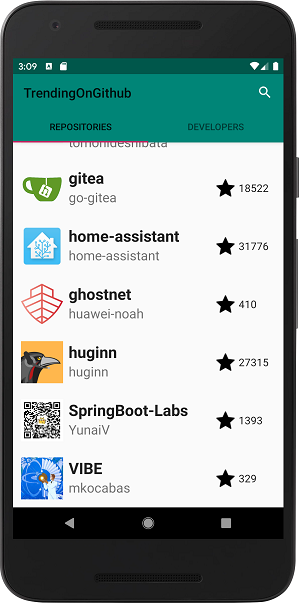 3:09
TrendingOnGithub
REPOSITORIES
DEVELOPERS
tomohideshibata
gitea
go-gitea
18522
home-assistant
home-assistant
31776
ghostnet
huawei-noah
410
huginn
huginn
27315
SpringBoot-Labs
YunaiV
1393
VIBE
mkocabas
329